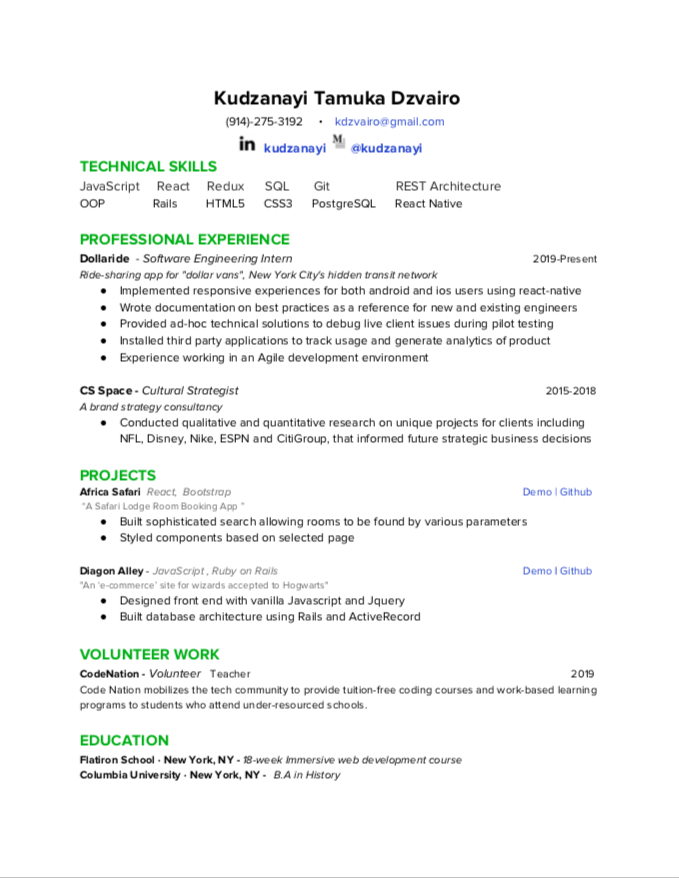 Kudzanayi Tamuka Dzvairo
(914)-275-3192 • kdzvairo@gmail.com
in kudzanayi M @kudzanayi
TECHNICAL SKILLS
JavaScript React Redux SQL Git REST Architecture
OOP Rails HTML5 CSS3 PostgreSQL React Native
PROFESSIONAL EXPERIENCE
Dollaride - Software Engineering Intern 2019-Present
Ride-sharing app for "dollar vans", New York City's hidden transit network
● Implemented responsive experiences for both android and ios users using react-native
● Wrote documentation on best practices as a reference for new and existing engineers
● Provided ad-hoc technical solutions to debug live client issues during pilot testing
● Installed third party applications to track usage and generate analytics of product
● Experience working in an Agile development environment
CS Space - Cultural Strategist 2015-2018
A brand strategy consultancy
● Conducted qualitative and quantitative research on unique projects for clients including
NFL, Disney, Nike, ESPN and CitiGroup, that informed future strategic business decisions
PROJECTS
Africa Safari React, Bootstrap Demo | Github
"A Safari Lodge Room Booking App "
● Built sophisticated search allowing rooms to be found by various parameters
● Styled components based on selected page
Diagon Alley - JavaScript , Ruby on Rails Demo | Github
"An 'e-commerce' site for wizards accepted to Hogwarts"
● Designed front end with vanilla Javascript and Jquery
● Built database architecture using Rails and ActiveRecord
VOLUNTEER WORK
CodeNation - Volunteer Teacher 2019
Code Nation mobilizes the tech community to provide tuition-free coding courses and work-based learning
programs to students who attend under-resourced schools.
EDUCATION
Flatiron School · New York, NY - 18-week Immersive web development course
Columbia University · New York, NY - B.A in History